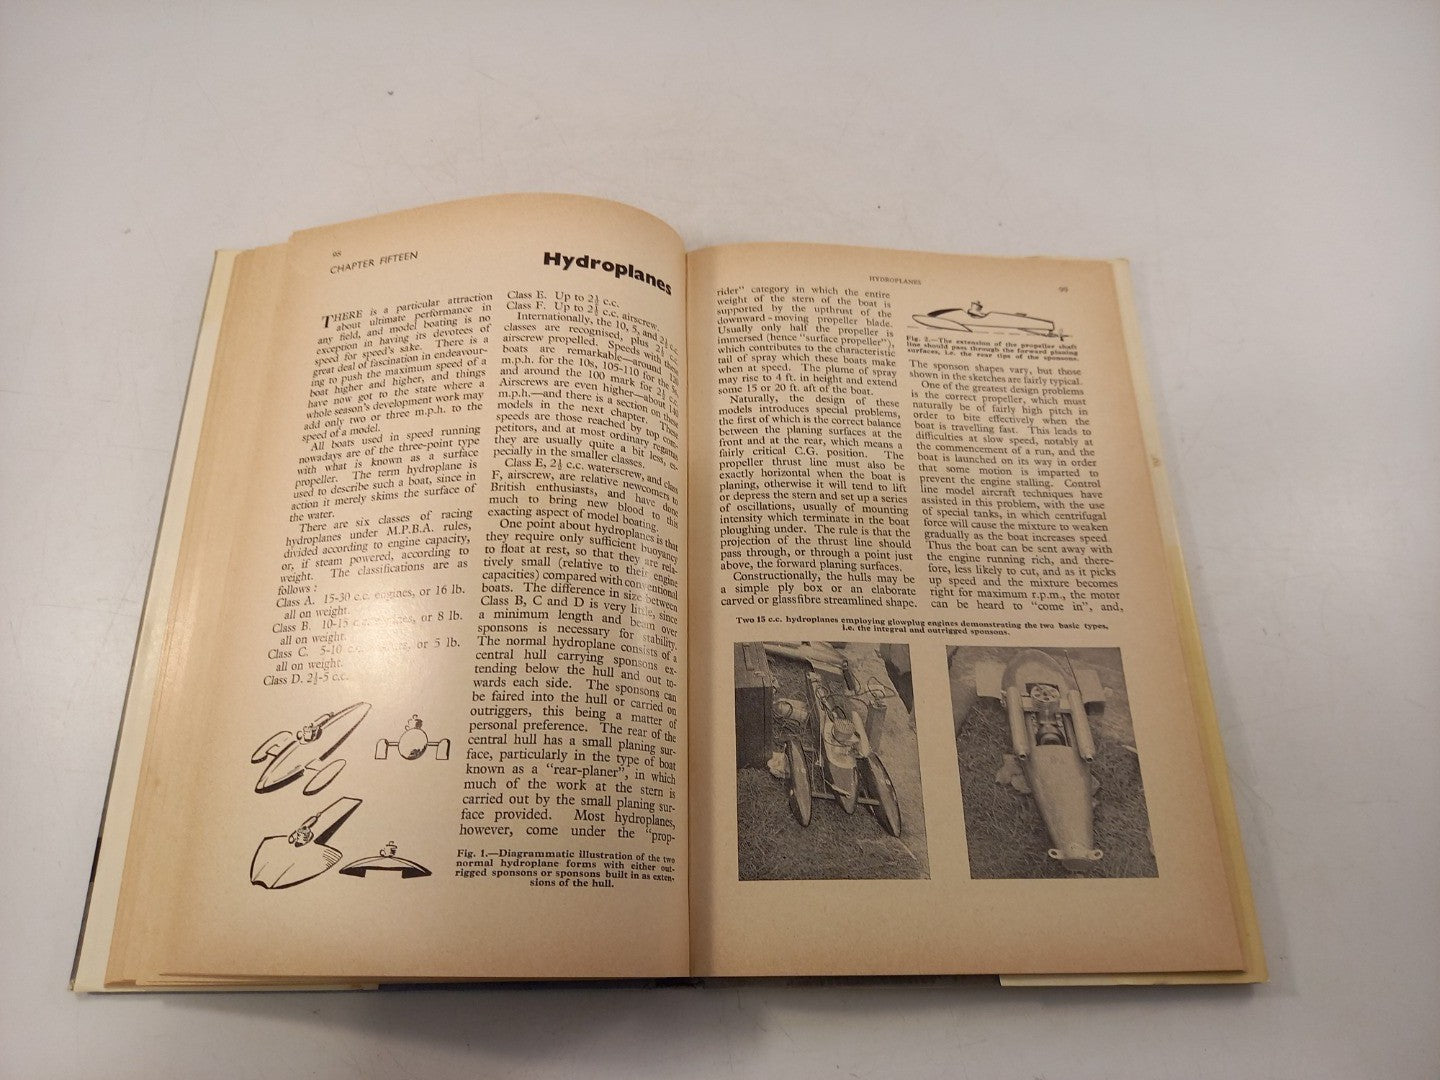 98
CHAPTER FIFTEEN
Hydroplanes
THERE is a particular attraction
about ultimate performance in
any field, and model boating is no
exception in having its devotees of
speed for speed's sake. There is a
great deal of fascination in endeavour-
ing to push the maximum speed of a
boat higher and higher, and things
have now got to the state where a
whole season's development work may
add only two or three m.p.h. to the
speed of a model.
All boats used in speed running
nowadays are of the three-point type
with what is known as a surface
propeller. The term hydroplane is
used to describe such a boat, since in
action it merely skims the surface of
the water.
There are six classes of racing
hydroplanes under M.P.B.A. rules,
divided according to engine capacity,
or, if steam powered, according to
weight. The classifications are as
follows :
Class A. 15-30 c.c. engines, or 16 lb.
all on weight.
Class B. 10-15 c.c. engines, or 8 lb.
all on weight.
Class C. 5-10 c.c. engines, or 5 lb.
all on weight.
Class D. 2½-5 c.c.
Class E. Up to 2½ c.c.
Class F. Up to 2½ c.c. airscrew.
Internationally, the 10, 5, and 2½ c.c.
classes are recognised, plus 2½ c.c.
airscrew propelled. Speeds with these
boats are remarkable—around 120
m.p.h. for the 10s, 105-110 for the 5s,
and around the 100 mark for 2½ c.c.
Airscrews are even higher—about 140
m.p.h.—and there is a section on these
models in the next chapter. These
speeds are those reached by top com-
petitors, and at most ordinary regattas
they are usually quite a bit less, es-
pecially in the smaller classes.
Class E, 2½ c.c. waterscrew, and class
F, airscrew, are relative newcomers to
British enthusiasts, and have done
much to bring new blood to this
exacting aspect of model boating.
One point about hydroplanes is that
they require only sufficient buoyancy
to float at rest, so that they are rela-
tively small (relative to their engine
capacities) compared with conventional
boats. The difference in size between
Class B, C and D is very little, since
a minimum length and beam over
sponsons is necessary for stability.
The normal hydroplane consists of a
central hull carrying sponsons ex-
tending below the hull and out to-
wards each side. The sponsons can
be faired into the hull or carried on
outriggers, this being a matter of
personal preference. The rear of the
central hull has a small planing sur-
face, particularly in the type of boat
known as a "rear-planer", in which
much of the work at the stern is
carried out by the small planing sur-
face provided. Most hydroplanes,
however, come under the "prop-
Fig. 1.—Diagrammatic illustration of the two
normal hydroplane forms with either out-
rigged sponsons or sponsons built in as exten-
sions of the hull.
HYDROPLANES
99
rider" category in which the entire
weight of the stern of the boat is
supported by the upthrust of the
downward-moving propeller blade.
Usually only half the propeller is
immersed (hence "surface propeller"),
which contributes to the characteristic
tail of spray which these boats make
when at speed. The plume of spray
may rise to 4 ft. in height and extend
some 15 or 20 ft. aft of the boat.
Naturally, the design of these
models introduces special problems,
the first of which is the correct balance
between the planing surfaces at the
front and at the rear, which means a
fairly critical C.G. position. The
propeller thrust line must also be
exactly horizontal when the boat is
planing, otherwise it will tend to lift
or depress the stern and set up a series
of oscillations, usually of mounting
intensity which terminate in the boat
ploughing under. The rule is that the
projection of the thrust line should
pass through, or through a point just
above, the forward planing surfaces.
Constructionally, the hulls may be
a simple ply box or an elaborate
carved or glassfibre streamlined shape.
Fig. 2.—The extension of the propeller shaft
line should pass through the forward planing
surfaces, i.e. the rear tips of the sponsons.
The sponson shapes vary, but those
shown in the sketches are fairly typical.
One of the greatest design problems
is the correct propeller, which must
naturally be of fairly high pitch in
order to bite effectively when the
boat is travelling fast. This leads to
difficulties at slow speed, notably at
the commencement of a run, and the
boat is launched on its way in order
that some motion is imparted to
prevent the engine stalling. Control
line model aircraft techniques have
assisted in this problem, with the use
of special tanks, in which centrifugal
force will cause the mixture to weaken
gradually as the boat increases speed.
Thus the boat can be sent away with
the engine running rich, and there-
fore, less likely to cut, and as it picks
up speed and the mixture becomes
right for maximum r.p.m., the motor
can be heard to "come in", and,
Two 15 c.c. hydroplanes employing glowplug engines demonstrating the two basic types,
i.e. the integral and outrigged sponsons.